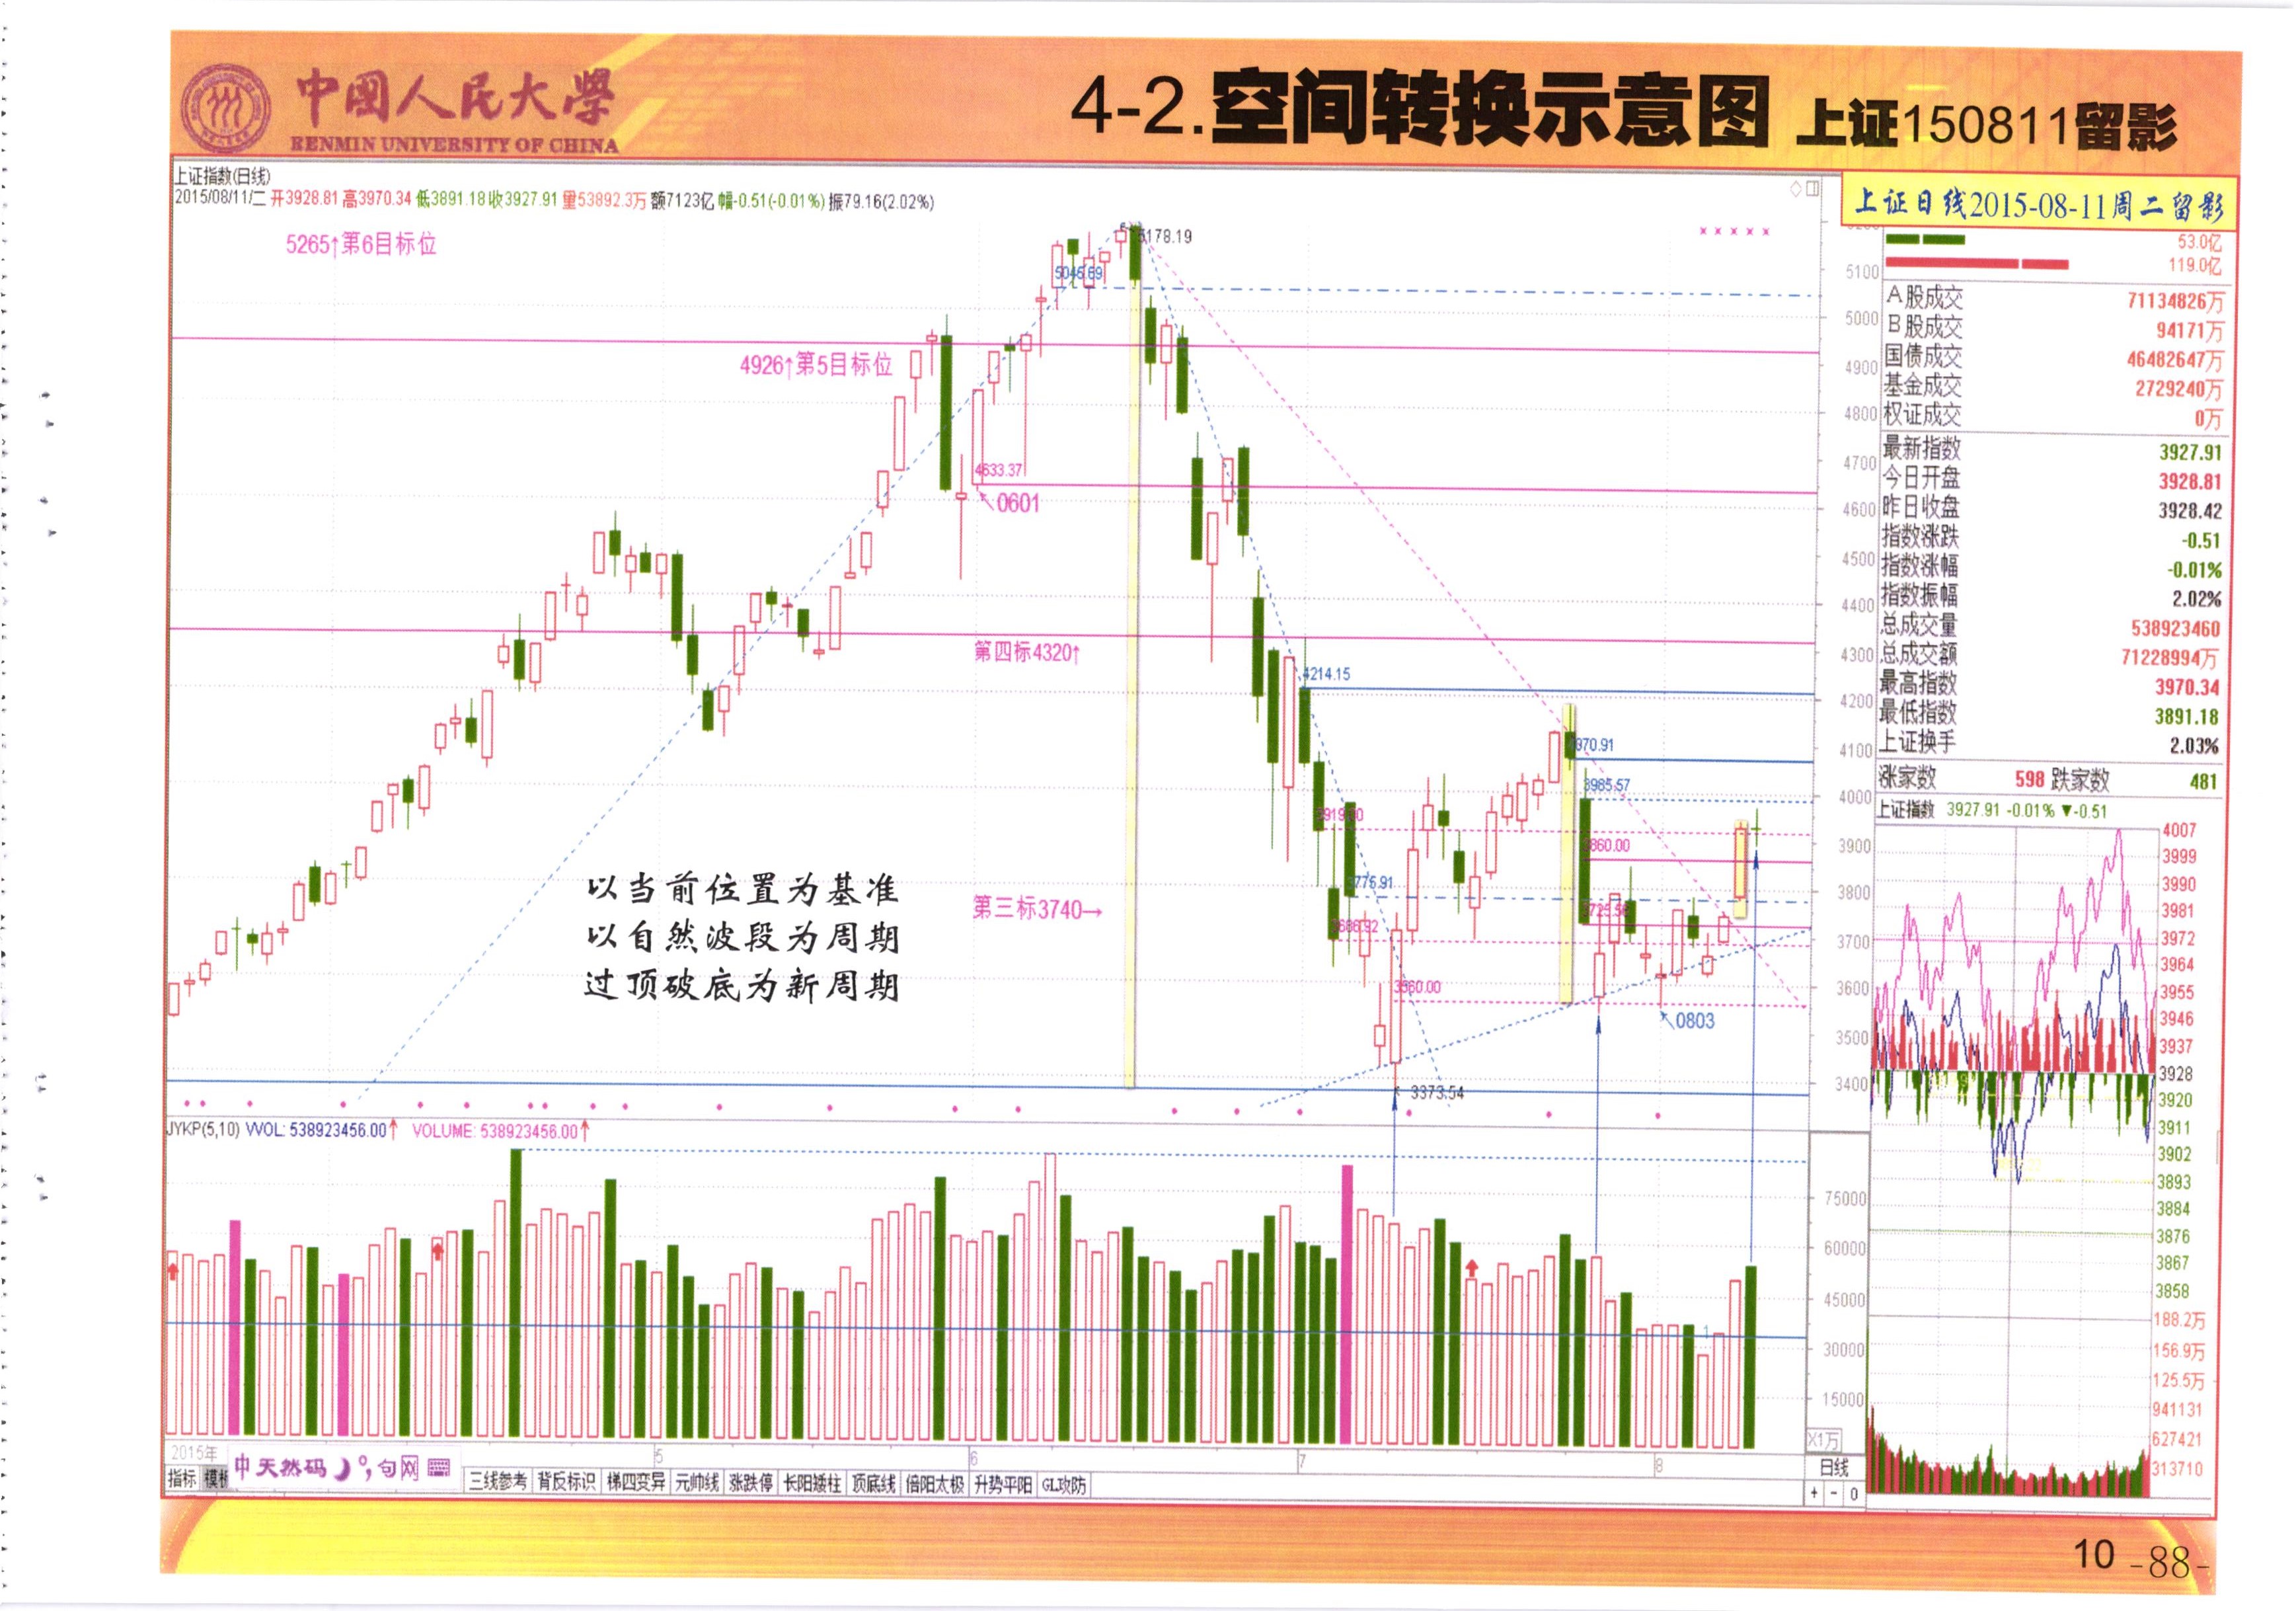 中國人民大學
RENMIN UNIVERSITY OF CHINA
4-2.空间转换示意图 上证150811留影
上证指数(日线)
2015/08/11/二 开3928.81 高3970.34 低3891.18 收3927.91 量53892.3万 额7123亿 幅-0.51(-0.01%) 振79.16(2.02%)
上证日线2015-08-11周二留影
5265↑第6目标位
5178.19
5045.69
4926↑第5目标位
4633.37
0601
第四标4320↑
4214.15
3985.57
3860.00
3775.91
第三标3740→
3560.00
0803
3373.54
以当前位置为基准
以自然波段为周期
过顶破底为新周期
5100
5000
4900
4800
4700
4600
4500
4400
4300
4200
4100
4000
3900
3800
3700
3600
3500
3400
53.0亿
119.0亿
A股成交 71134826万
B股成交 94171万
国债成交 46482647万
基金成交 2729240万
权证成交 0万
最新指数 3927.91
今日开盘 3928.81
昨日收盘 3928.42
指数涨跌 -0.51
指数涨幅 -0.01%
指数振幅 2.02%
总成交量 538923460
总成交额 71228994万
最高指数 3970.34
最低指数 3891.18
上证换手 2.03%
涨家数 598 跌家数 481
上证指数 3927.91 -0.01% ▼-0.51
4007
3999
3990
3981
3972
3964
3955
3946
3937
3928
3920
3911
3902
3893
3884
3876
3867
3858
188.2万
156.9万
125.5万
941131
627421
313710
JYKP(5,10) VVOL: 538923456.00↑ VOLUME: 538923456.00↑
75000
60000
45000
30000
15000
X1万
2015年 5 6 7 8 日线
中天然码
句网
指标 三线参考 背反标识 梯四变异 元帅线 涨跌停 长阳矮柱 顶底线 倍阳太极 升势平阳 GL攻防
+ - 0
10 -88-